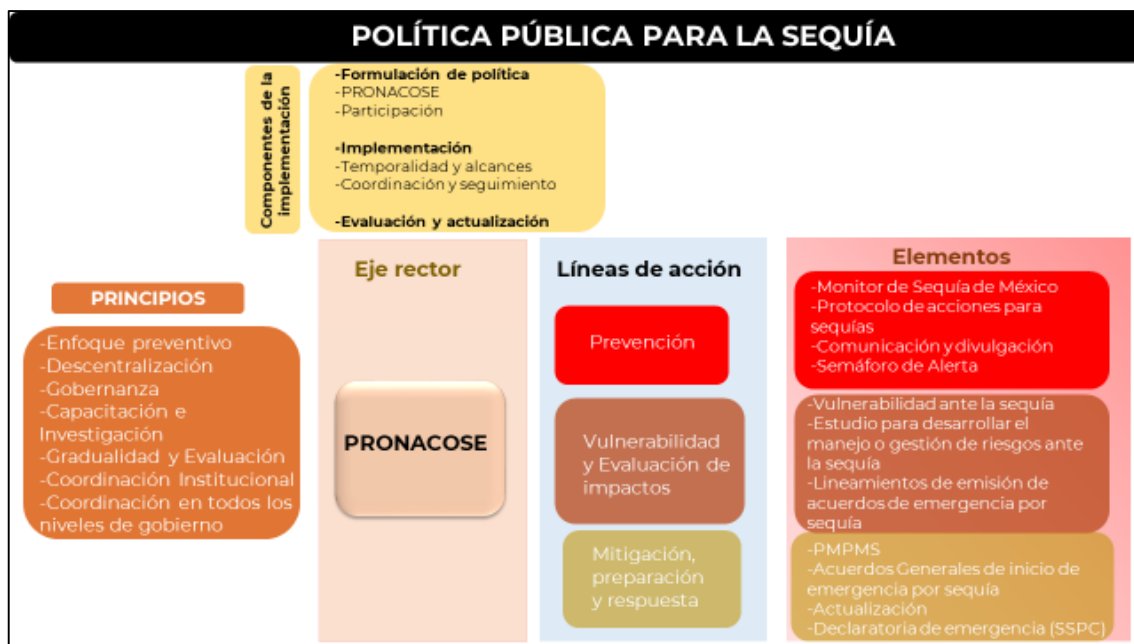 POLÍTICA PÚBLICA PARA LA SEQUÍA
Componentes de la
implementación
-Formulación de política
-PRONACOSE
-Participación
-Implementación
-Temporalidad y alcances
-Coordinación y seguimiento
-Evaluación y actualización
PRINCIPIOS
-Enfoque preventivo
-Descentralización
-Gobernanza
-Capacitación e
Investigación
-Gradualidad y Evaluación
-Coordinación Institucional
-Coordinación en todos los
niveles de gobierno
Eje rector
PRONACOSE
Líneas de acción
Prevención
Vulnerabilidad
y Evaluación de
impactos
Mitigación,
preparación
y respuesta
Elementos
-Monitor de Sequía de México
-Protocolo de acciones para
sequías
-Comunicación y divulgación
-Semáforo de Alerta
-Vulnerabilidad ante la sequía
-Estudio para desarrollar el
manejo o gestión de riesgos ante
la sequía
-Lineamientos de emisión de
acuerdos de emergencia por
sequía
-PMPMS
-Acuerdos Generales de inicio de
emergencia por sequía
-Actualización
-Declaratoria de emergencia (SSPC)